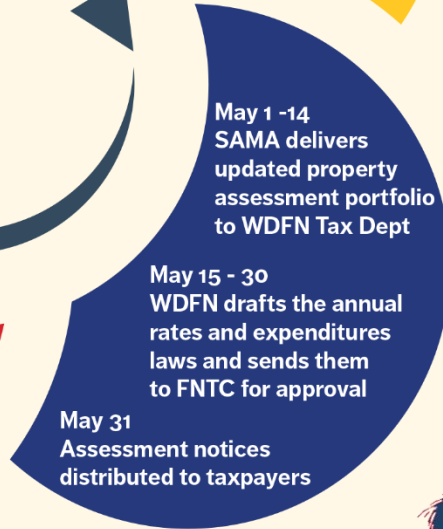 May 1 -14
SAMA delivers
updated property
assessment portfolio
to WDFN Tax Dept
May 15 - 30
WDFN drafts the annual
rates and expenditures
laws and sends them
to FNTC for approval
May 31
Assessment notices
distributed to taxpayers